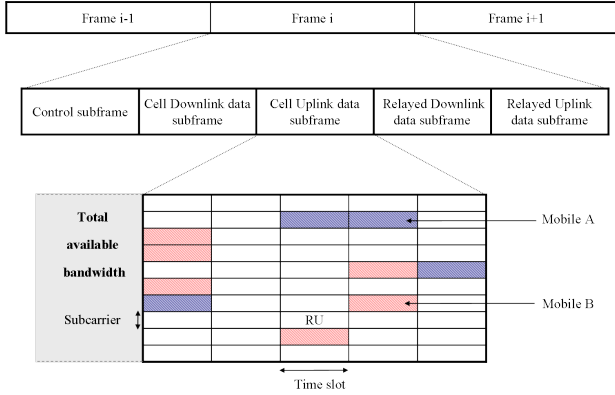 Frame i-1
Frame i
Frame i+1
Control subframe
Cell Downlink data
subframe
Cell Uplink data
subframe
Relayed Downlink
data subframe
Relayed Uplink
data subframe
Total
available
bandwidth
Subcarrier
RU
Mobile A
Mobile B
Time slot